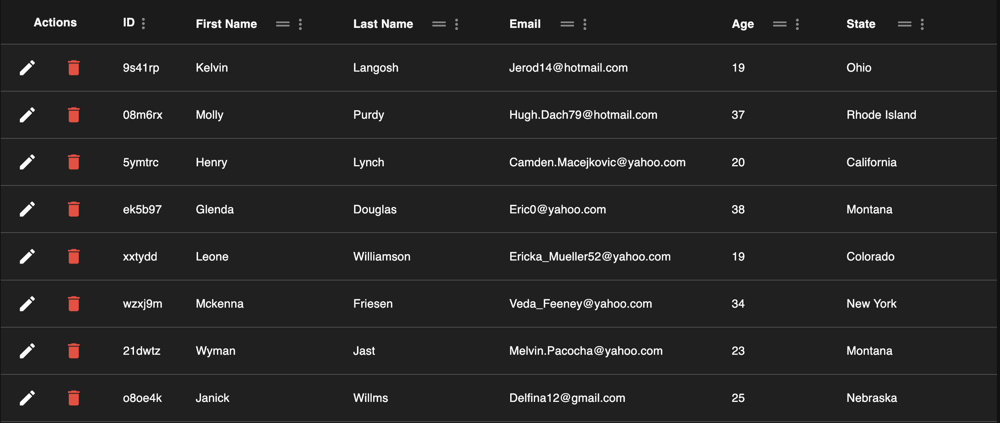 Actions ID First Name Last Name Email Age State
9s41rp Kelvin Langosh Jerod14@hotmail.com 19 Ohio
08m6rx Molly Purdy Hugh.Dach79@hotmail.com 37 Rhode Island
5ymtrc Henry Lynch Camden.Macejkovic@yahoo.com 20 California
ek5b97 Glenda Douglas Eric0@yahoo.com 38 Montana
xxtydd Leone Williamson Ericka_Mueller52@yahoo.com 19 Colorado
wzxj9m Mckenna Friesen Veda_Feeney@yahoo.com 34 New York
21dwtz Wyman Jast Melvin.Pacocha@yahoo.com 23 Montana
o8oe4k Janick Willms Delfina12@gmail.com 25 Nebraska